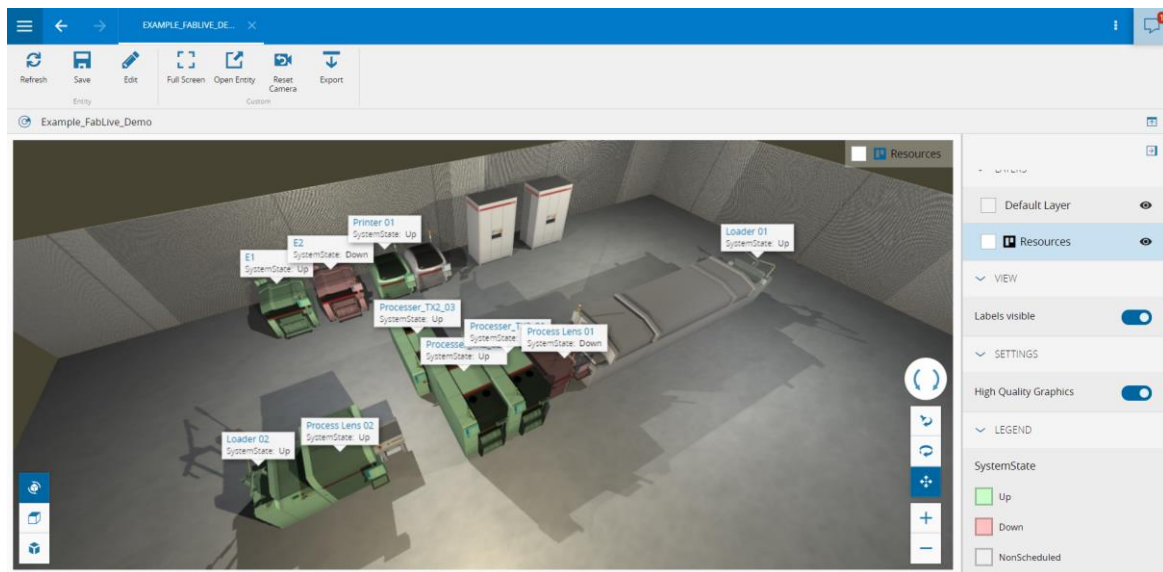 EXAMPLE_FABLIVE_DE...
Refresh
Save
Edit
Full Screen
Open Entity
Reset
Camera
Export
Entity
Custom
Example_FabLive_Demo
Resources
LAYERS
Default Layer
Resources
VIEW
Labels visible
SETTINGS
High Quality Graphics
LEGEND
SystemState
Up
Down
NonScheduled
Printer 01
SystemState: Up
E2
SystemState: Down
E1
SystemState: Up
Loader 01
SystemState: Up
Processer_TX2_03
SystemState: Up
Process Lens 01
SystemState: Down
SystemState: Up
Process Lens 02
SystemState: Up
Loader 02
SystemState: Up